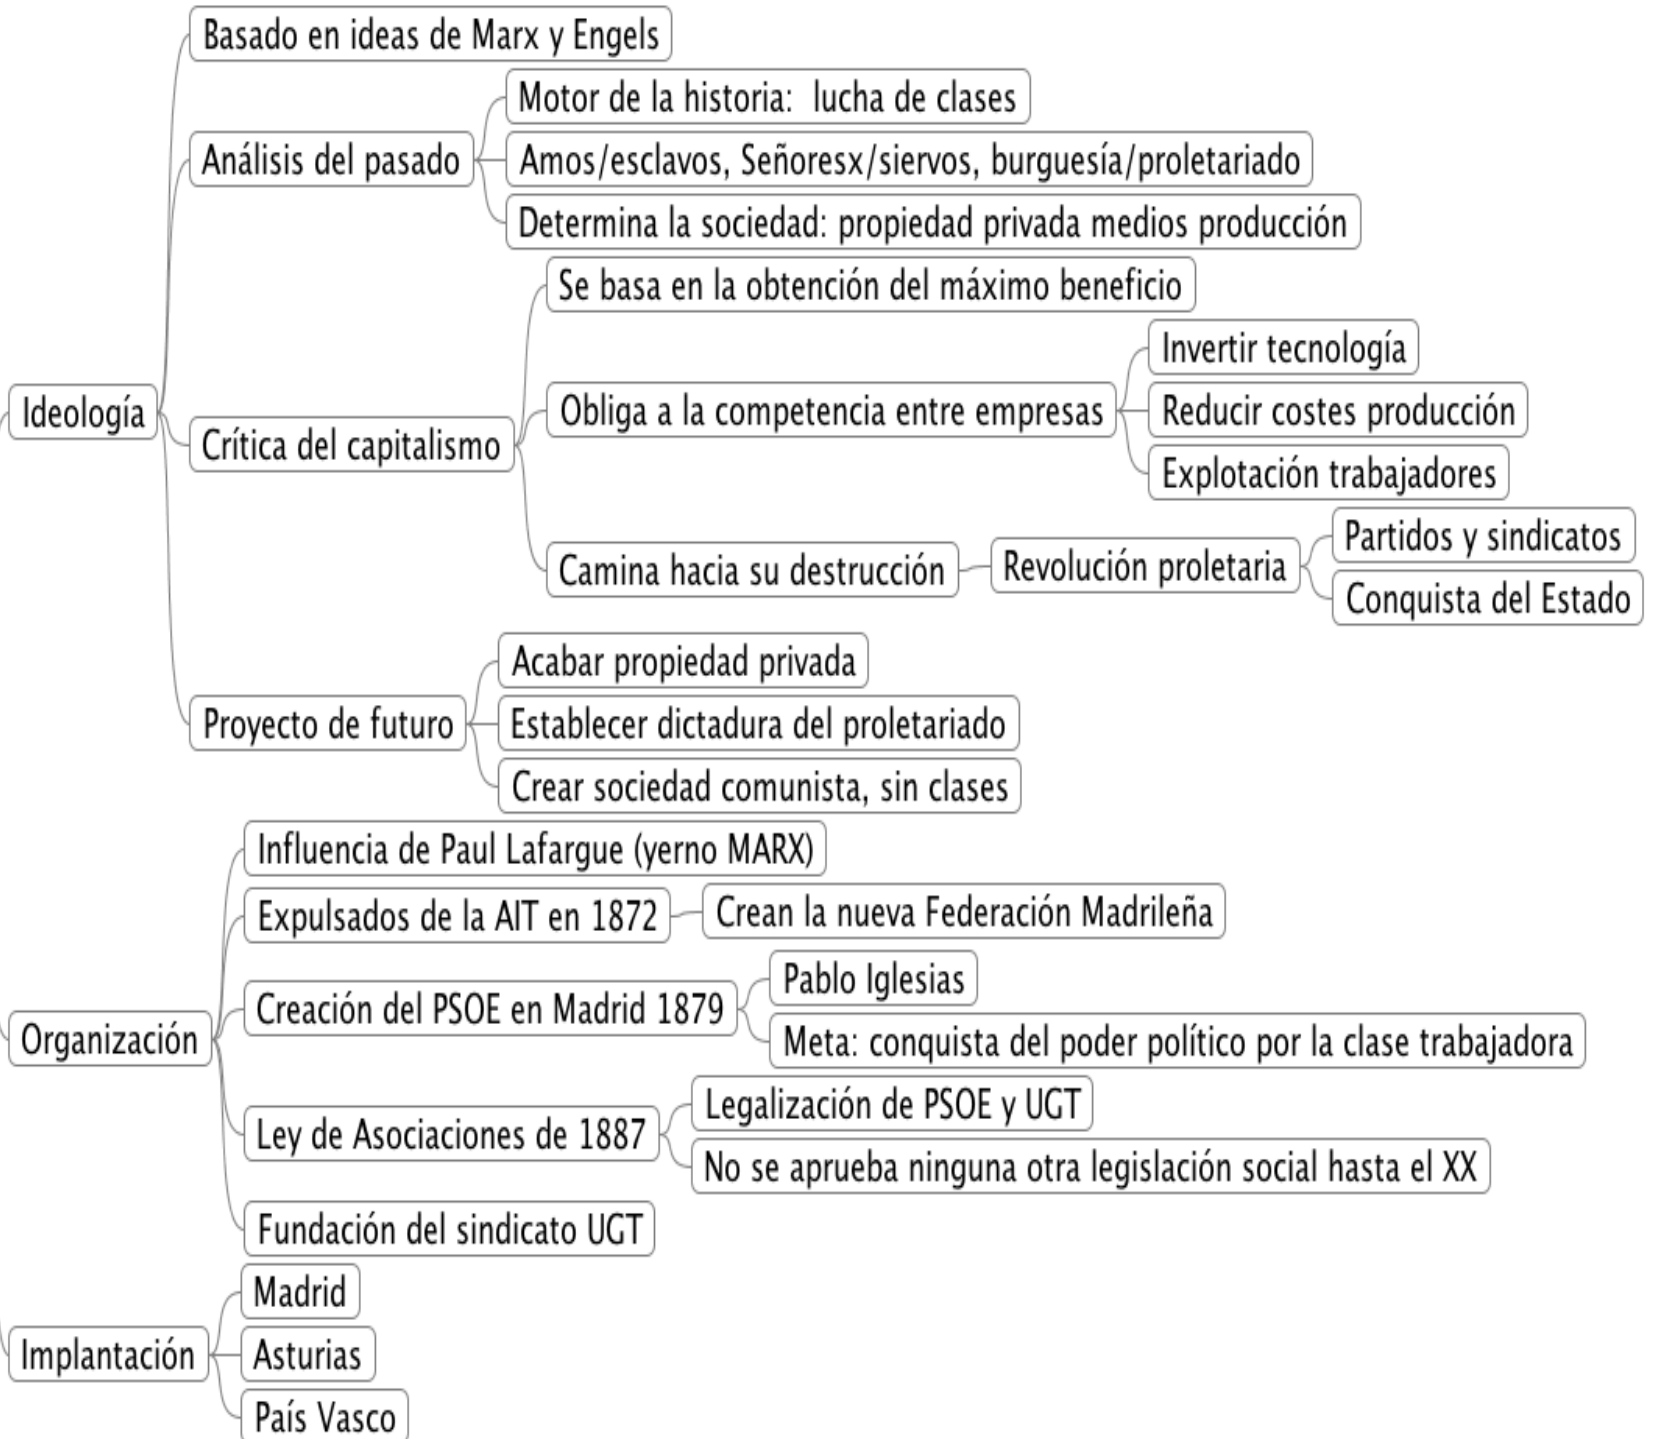 Basado en ideas de Marx y Engels
Motor de la historia:  lucha de clases
Análisis del pasado
Amos/esclavos, Señoresx/siervos, burguesía/proletariado
Determina la sociedad: propiedad privada medios producción
Se basa en la obtención del máximo beneficio
Invertir tecnología
Ideología
Obliga a la competencia entre empresas
Reducir costes producción
Crítica del capitalismo
Explotación trabajadores
Partidos y sindicatos
Camina hacia su destrucción
Revolución proletaria
Conquista del Estado
Acabar propiedad privada
Proyecto de futuro
Establecer dictadura del proletariado
Crear sociedad comunista, sin clases
Influencia de Paul Lafargue (yerno MARX)
Expulsados de la AIT en 1872
Crean la nueva Federación Madrileña
Pablo Iglesias
Creación del PSOE en Madrid 1879
Organización
Meta: conquista del poder político por la clase trabajadora
Legalización de PSOE y UGT
Ley de Asociaciones de 1887
No se aprueba ninguna otra legislación social hasta el XX
Fundación del sindicato UGT
Madrid
Implantación
Asturias
País Vasco